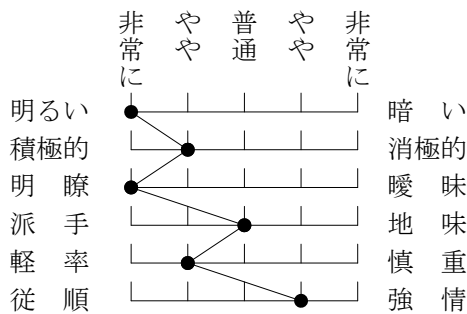 非常に やや 普通 やや 非常に
明るい 暗い
積極的 消極的
明瞭 曖昧
派手 地味
軽率 慎重
従順 強情